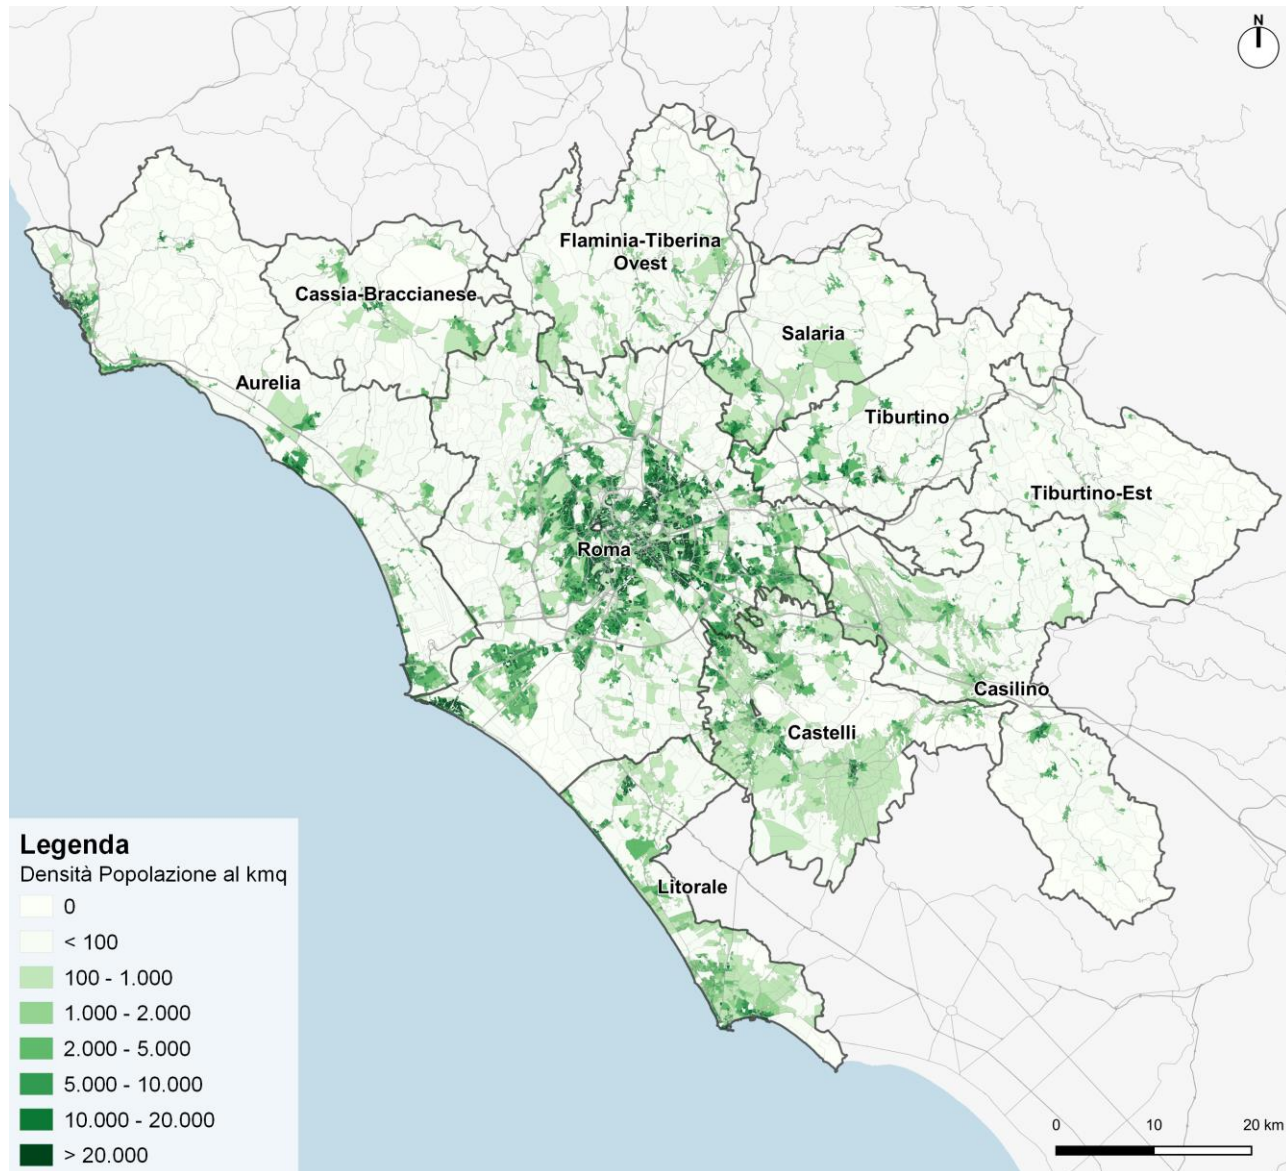 N
Flaminia-Tiberina
Ovest
Cassia-Braccianese
Salaria
Aurelia
Tiburtino
Tiburtino-Est
Roma
Casilino
Castelli
Litorale
Legenda
Densità Popolazione al kmq
0
< 100
100 - 1.000
1.000 - 2.000
2.000 - 5.000
5.000 - 10.000
10.000 - 20.000
> 20.000
0 10 20 km